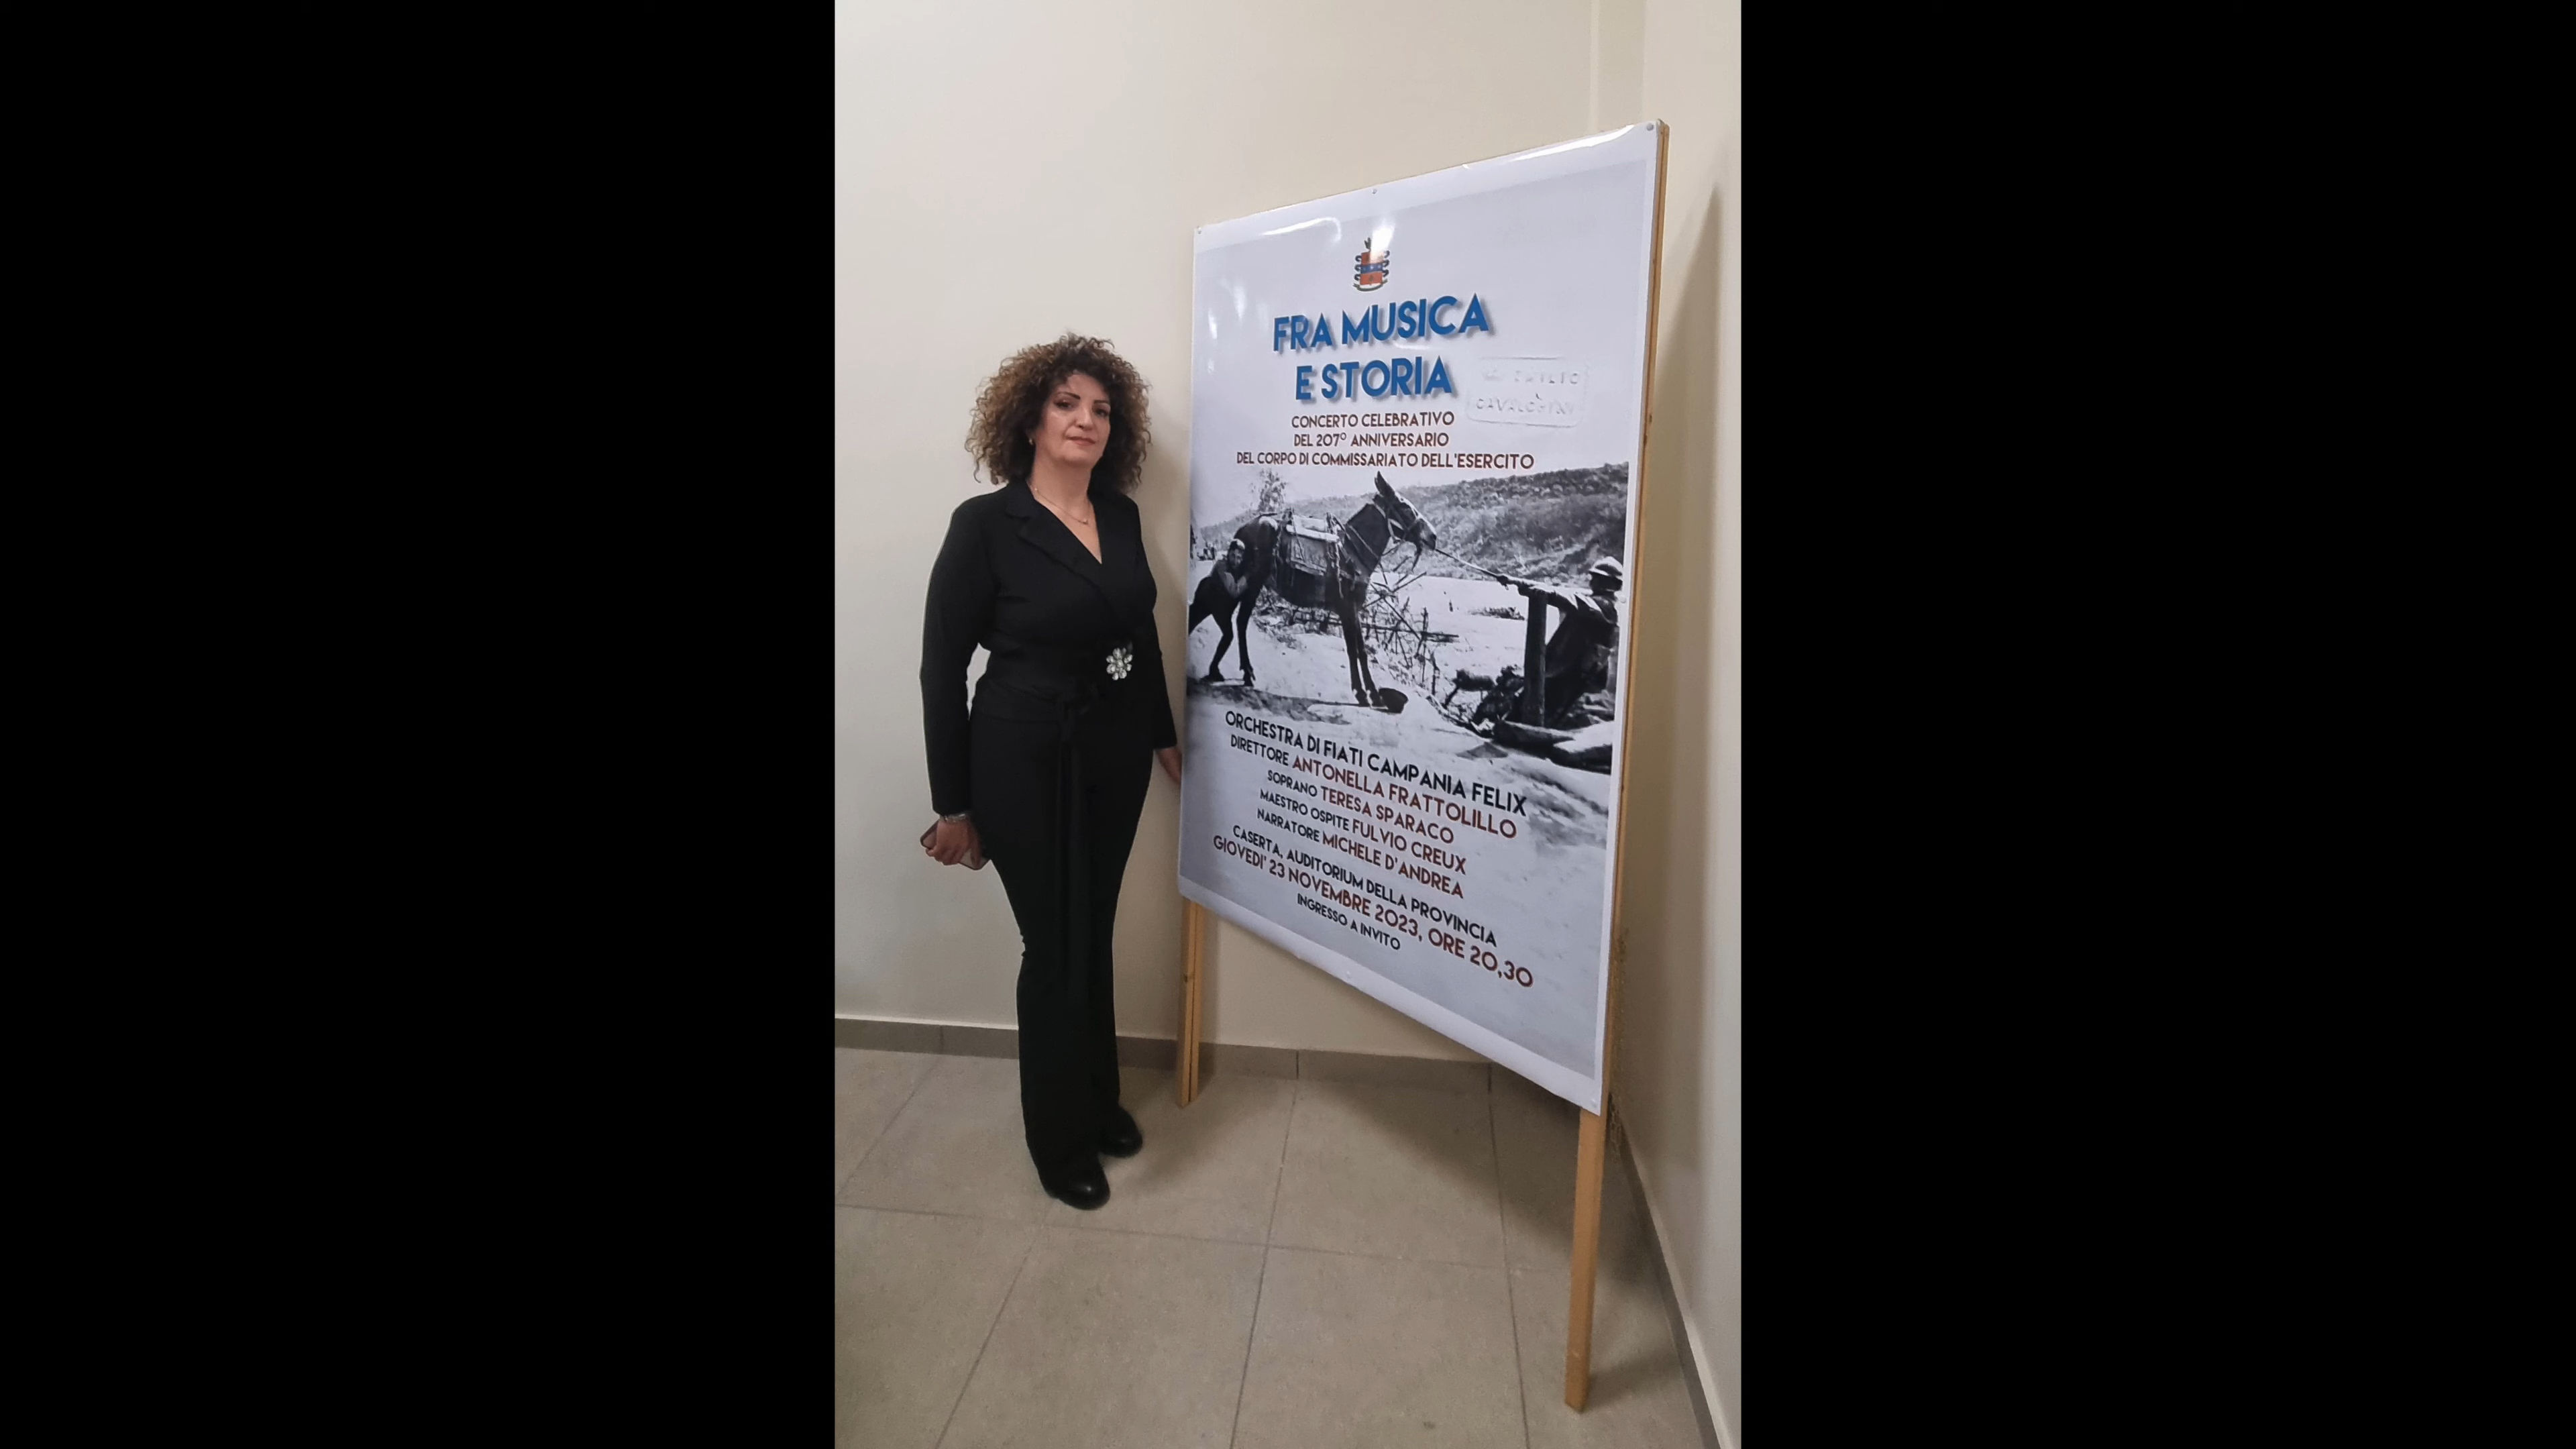 FRA MUSICA
E STORIA
CONCERTO CELEBRATIVO
DEL 207° ANNIVERSARIO
DEL CORPO DI COMMISSARIATO DELL'ESERCITO
ORCHESTRA DI FIATI CAMPANIA FELIX
DIRETTORE ANTONELLA FRATTOLILLO
SOPRANO TERESA SPARACO
MAESTRO OSPITE FULVIO CREUX
NARRATORE MICHELE D'ANDREA
CASERTA, AUDITORIUM DELLA PROVINCIA
GIOVEDI' 23 NOVEMBRE 2023, ORE 20,30
INGRESSO A INVITO